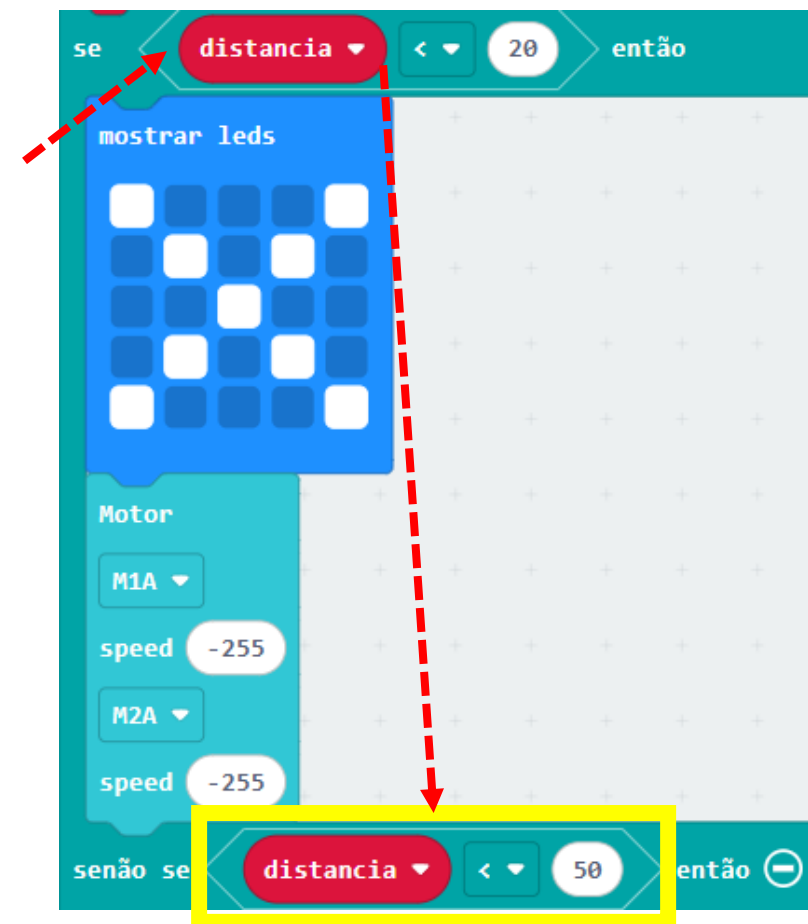 se distancia < 20 então
mostrar leds
Motor
M1A
speed -255
M2A
speed -255
senão se distancia < 50 então